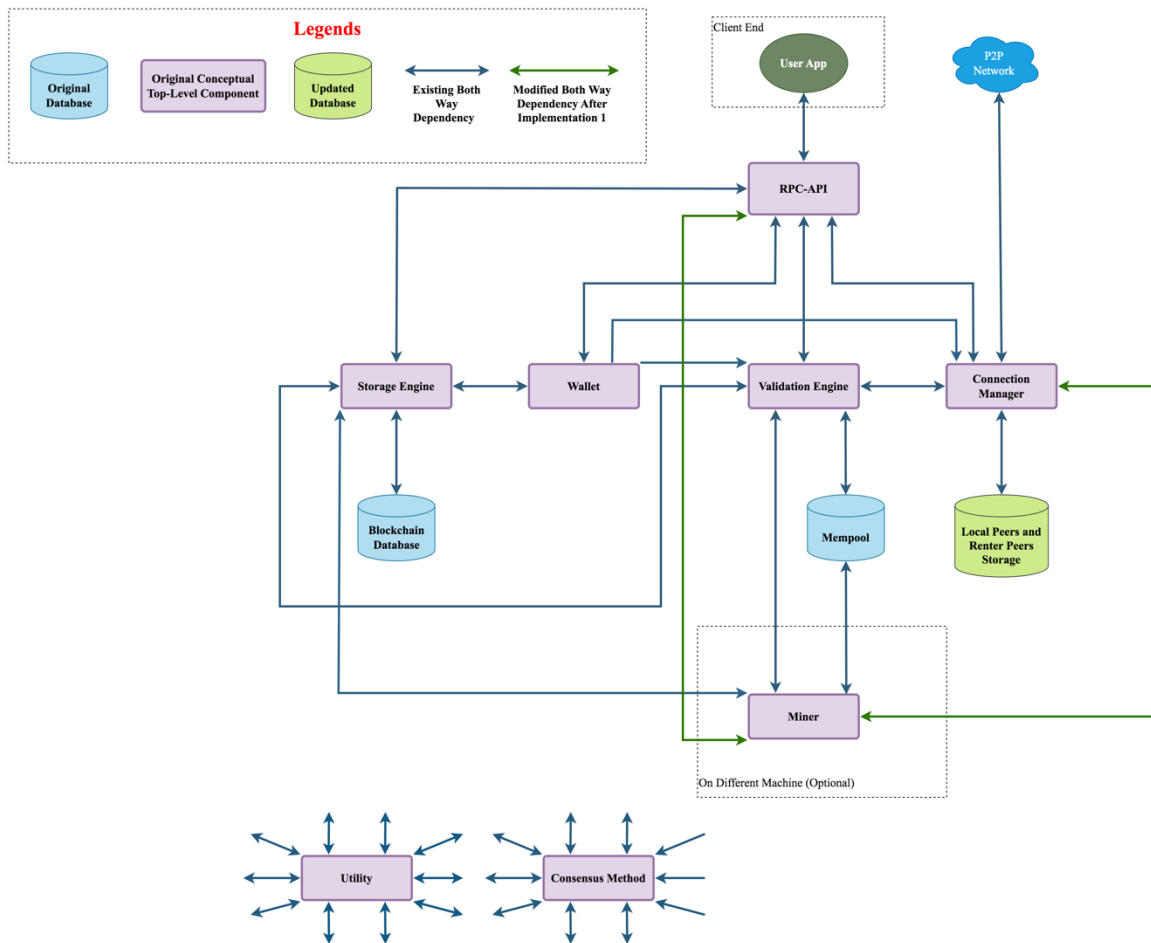 Legends
Original
Database
Original Conceptual
Top-Level Component
Updated
Database
Existing Both
Way
Dependency
Modified Both Way
Dependency After
Implementation 1
Client End
User App
P2P
Network
RPC-API
Storage Engine
Wallet
Validation Engine
Connection
Manager
Blockchain
Database
Mempool
Local Peers and
Renter Peers
Storage
Miner
On Different Machine (Optional)
Utility
Consensus Method